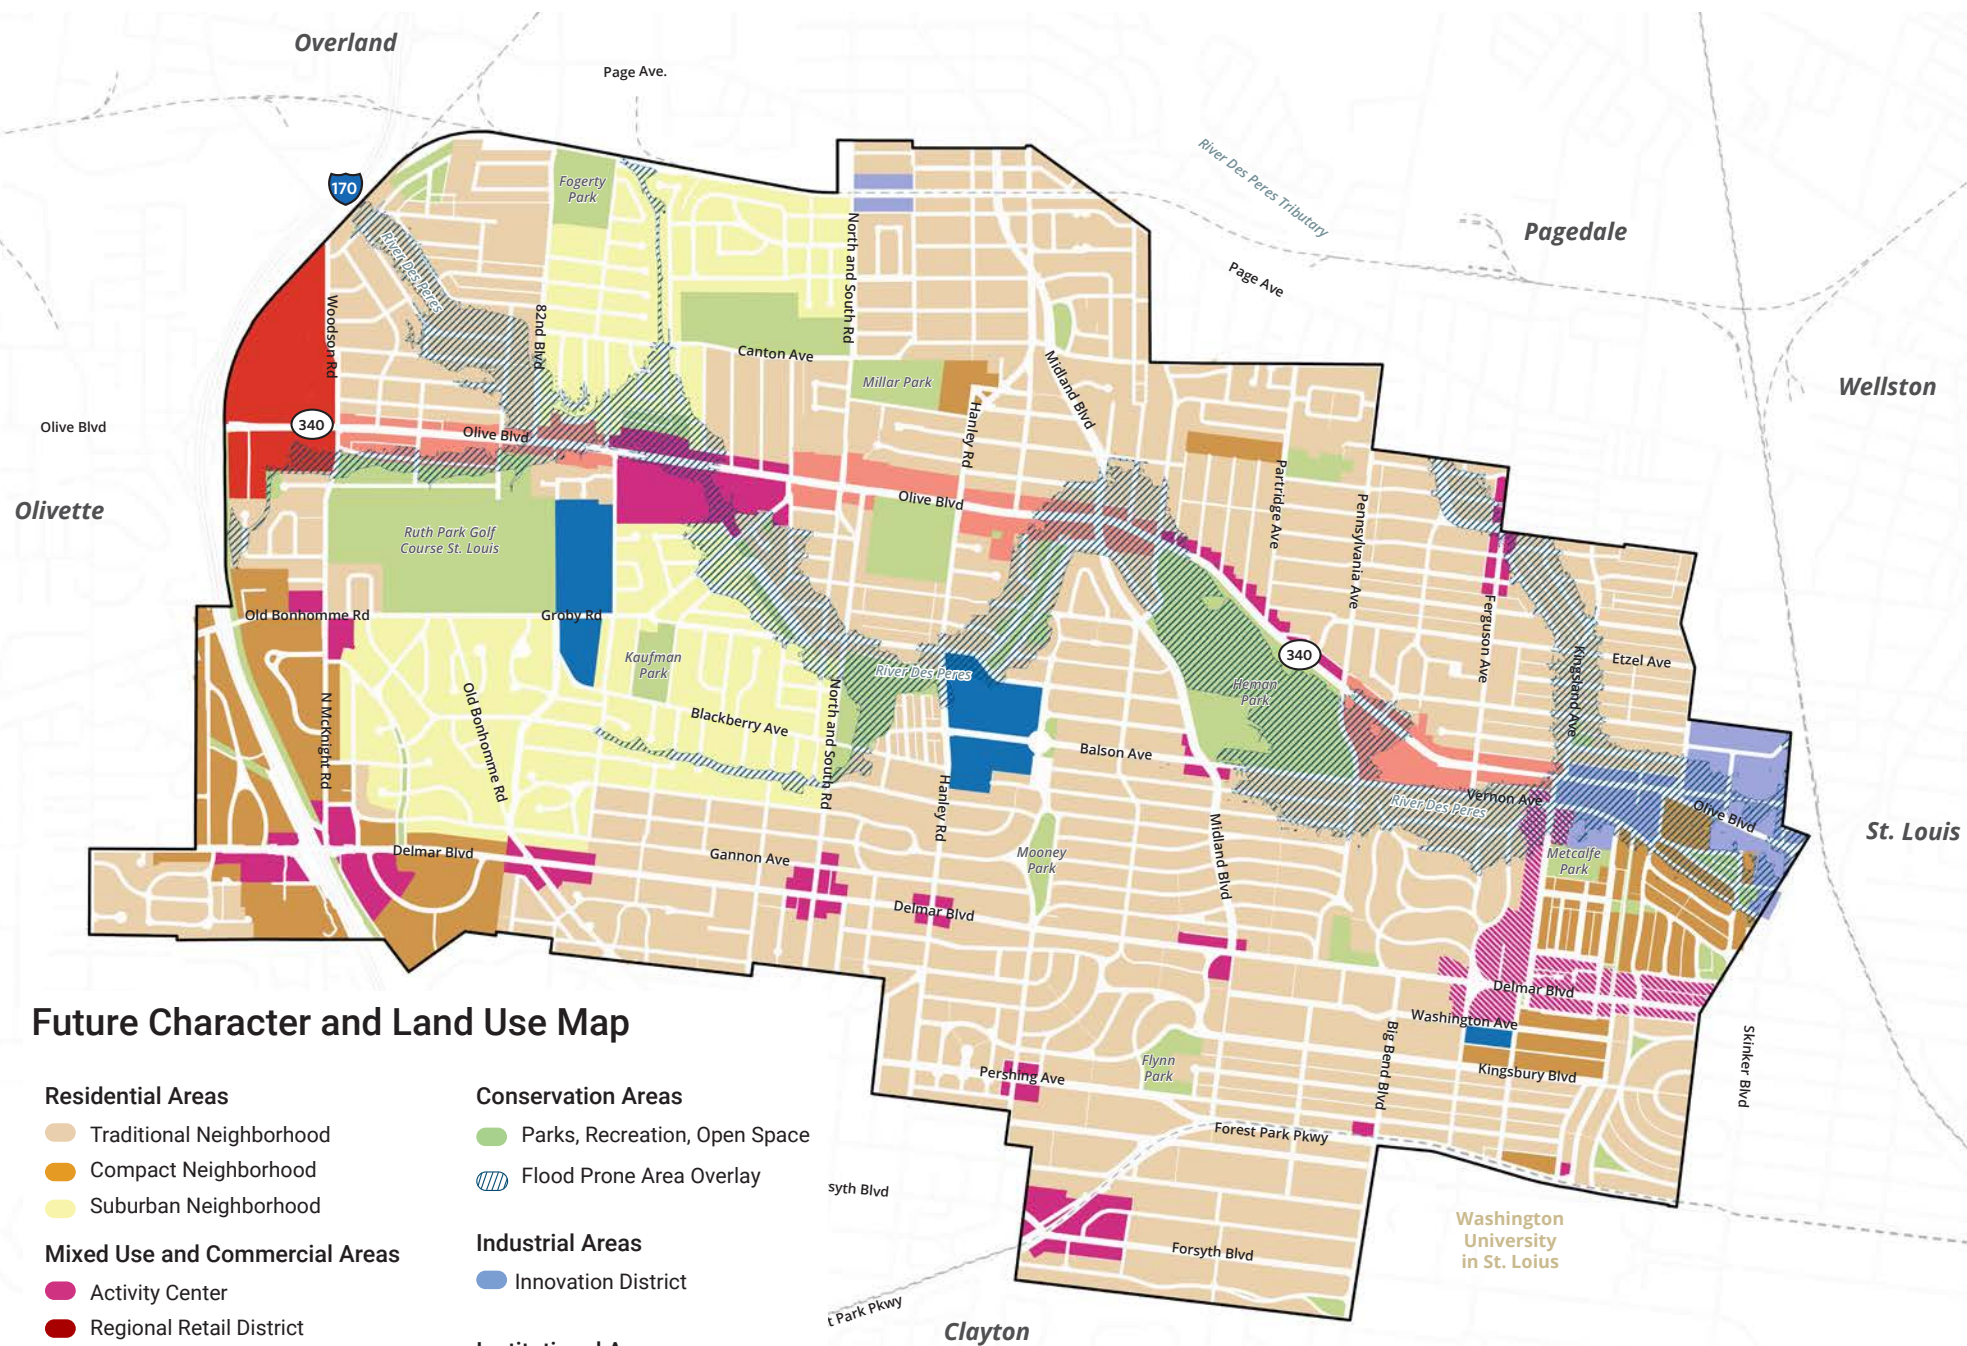 Overland
Page Ave.
170
Fogerty
Park
River Des Peres Tributary
Pagedale
Page Ave
River Des Peres
North and South Rd
Woodson Rd
82nd Blvd
Canton Ave
Midland Blvd
Millar Park
Wellston
340
Olive Blvd
Olive Blvd
Hanley Rd
Olive Blvd
Partridge Ave
Pennsylvania Ave
Olivette
Ruth Park Golf
Course St. Louis
Old Bonhomme Rd
Groby Rd
Ferguson Ave
Kingsland Ave
Etzel Ave
340
Kaufman
Park
River Des Peres
Heman
Park
N McKnight Rd
Old Bonhomme Rd
Blackberry Ave
North and South Rd
Balson Ave
Hanley Rd
Vernon Ave
River Des Peres
Olive Blvd
St. Louis
Midland Blvd
Delmar Blvd
Gannon Ave
Mooney
Park
Metcalfe
Park
Delmar Blvd
Delmar Blvd
Washington Ave
Big Bend Blvd
Skinker Blvd
Flynn
Park
Pershing Ave
Kingsbury Blvd
Forest Park Pkwy
syth Blvd
Forsyth Blvd
Washington
University
in St. Loius
t Park Pkwy
Clayton
Future Character and Land Use Map
Residential Areas
Traditional Neighborhood
Compact Neighborhood
Suburban Neighborhood
Mixed Use and Commercial Areas
Activity Center
Regional Retail District
Conservation Areas
Parks, Recreation, Open Space
Flood Prone Area Overlay
Industrial Areas
Innovation District